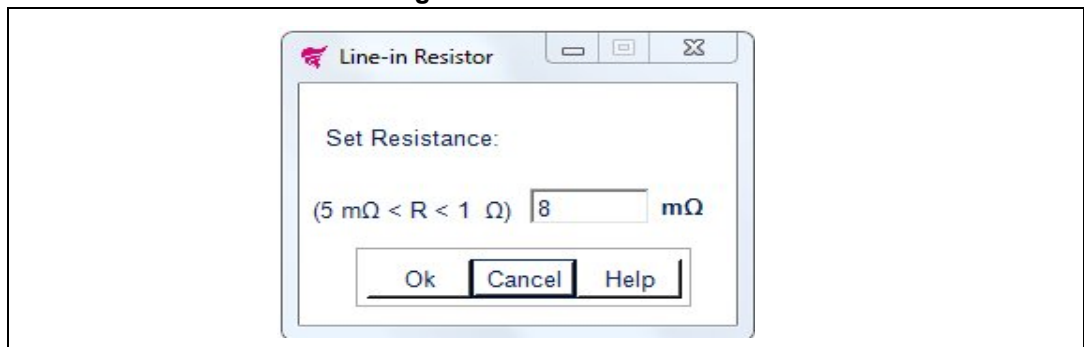 Line-in Resistor
Set Resistance:
(5 mΩ < R < 1 Ω) 8 mΩ
Ok Cancel Help